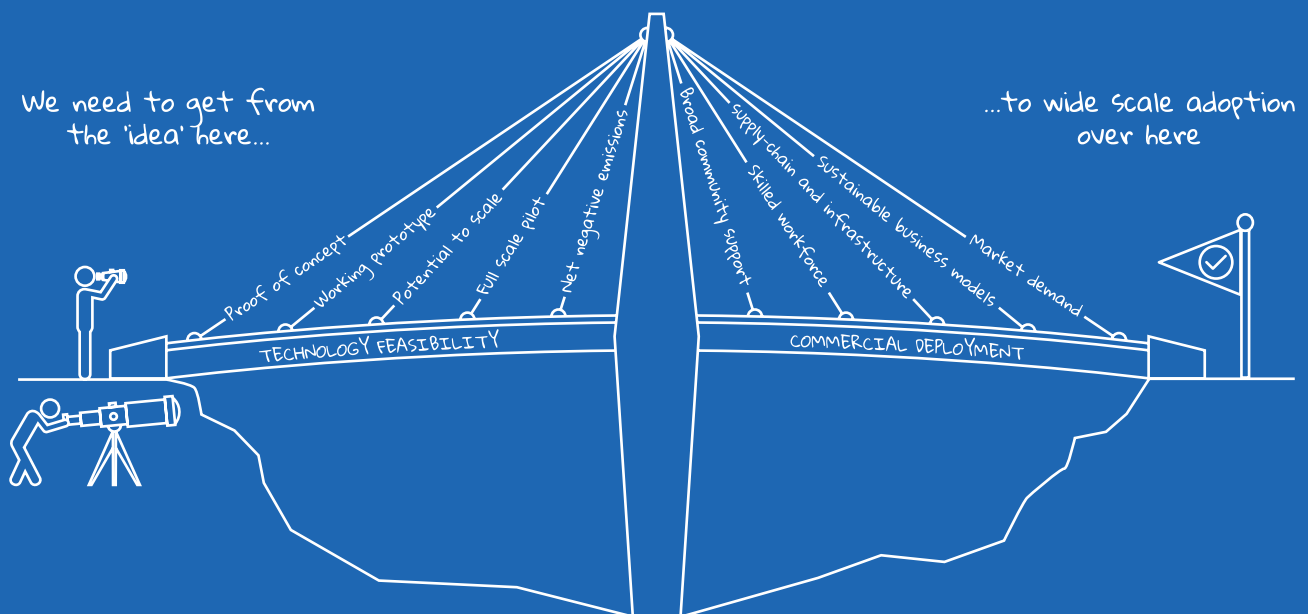 We need to get from
the 'idea' here...
...to wide scale adoption
over here
Proof of concept
Working prototype
Potential to scale
Full scale pilot
Net negative emissions
Broad community support
Skilled workforce
Supply-chain and infrastructure
Sustainable business models
Market demand
TECHNOLOGY FEASIBILITY
COMMERCIAL DEPLOYMENT